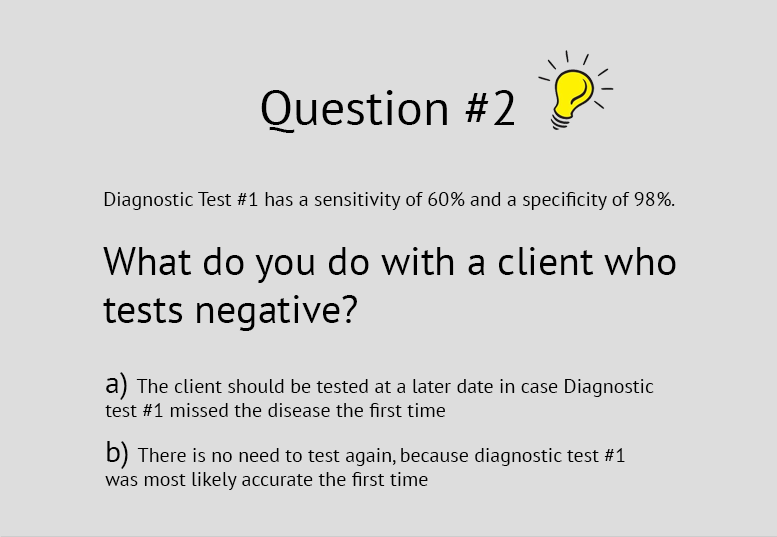 Question #2
Diagnostic Test #1 has a sensitivity of 60% and a specificity of 98%.
What do you do with a client who
tests negative?
a) The client should be tested at a later date in case Diagnostic
test #1 missed the disease the first time
b) There is no need to test again, because diagnostic test #1
was most likely accurate the first time